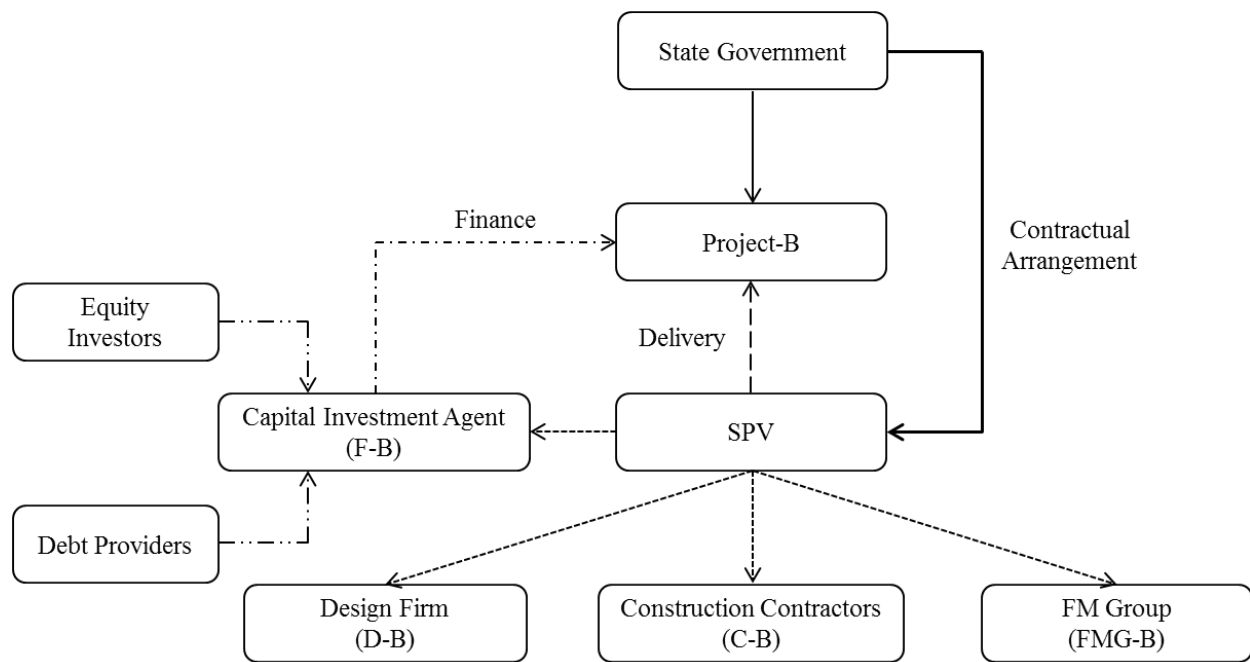 State Government
Finance
Project-B
Contractual
Arrangement
Equity
Investors
Delivery
Capital Investment Agent
(F-B)
SPV
Debt Providers
Design Firm
(D-B)
Construction Contractors
(C-B)
FM Group
(FMG-B)